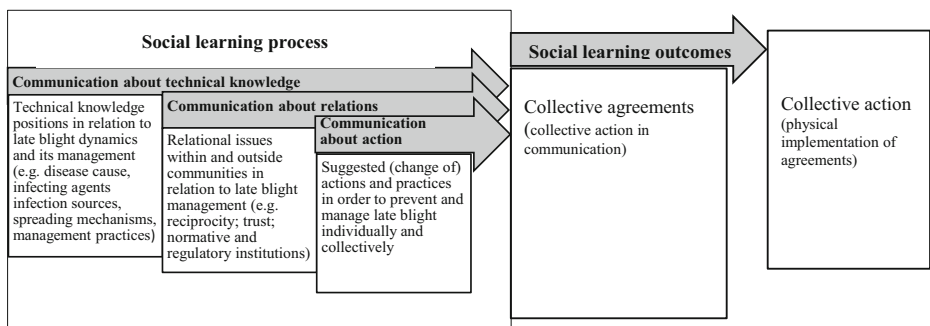 Social learning process
Social learning outcomes
Communication about technical knowledge
Technical knowledge
positions in relation to
late blight dynamics
and its management
(e.g. disease cause,
infecting agents
infection sources,
spreading mechanisms,
management practices)
Communication about relations
Relational issues
within and outside
communities in
relation to late blight
management (e.g.
reciprocity; trust;
normative and
regulatory institutions)
Communication
about action
Suggested (change of)
actions and practices
in order to prevent and
manage late blight
individually and
collectively
Collective agreements
(collective action in
communication)
Collective action
(physical
implementation of
agreements)